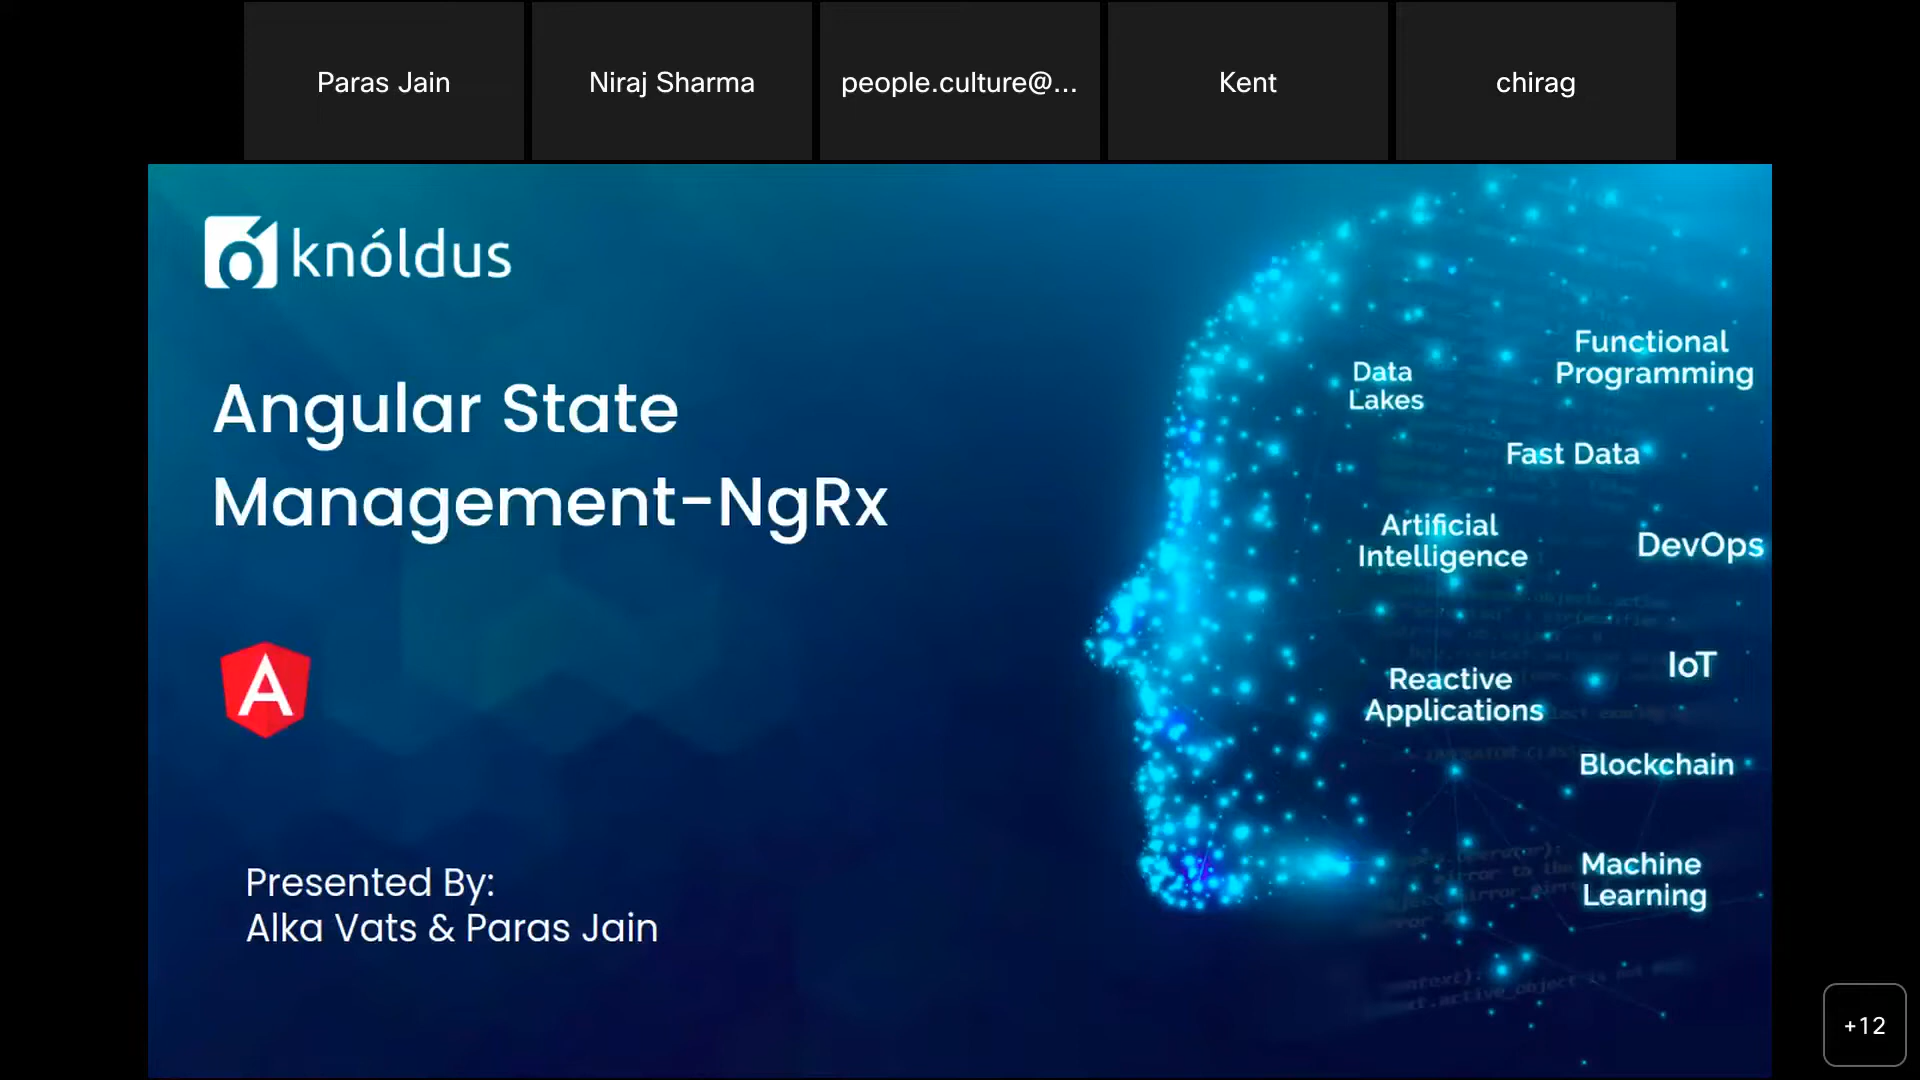 Paras Jain
Niraj Sharma
people.culture@...
Kent
chirag
knóldus
Angular State
Management-NgRx
Presented By:
Alka Vats & Paras Jain
Functional
Programming
Data
Lakes
Fast Data
Artificial
Intelligence
DevOps
IoT
Reactive
Applications
Blockchain
Machine
Learning
+12